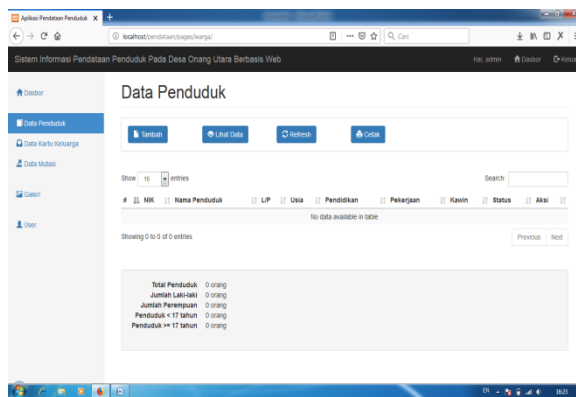 Aplikasi Pendataan Penduduk X +
localhost/pendataan/pages/warga/
Cari
Sistem Informasi Pendataan Penduduk Pada Desa Onang Utara Berbasis Web
Hai, admin Dasbor Kelua
Dasbor
Data Penduduk
Data Kartu Keluarga
Data Mutasi
Galeri
User
Data Penduduk
Tambah Lihat Data Refresh Cetak
Show 10 entries
Search:
# NIK Nama Penduduk L/P Usia Pendidikan Pekerjaan Kawin Status Aksi
No data available in table
Showing 0 to 0 of 0 entries
Previous Next
Total Penduduk 0 orang
Jumlah Laki-laki 0 orang
Jumlah Perempuan 0 orang
Penduduk < 17 tahun 0 orang
Penduduk >= 17 tahun 0 orang
EN 16:23